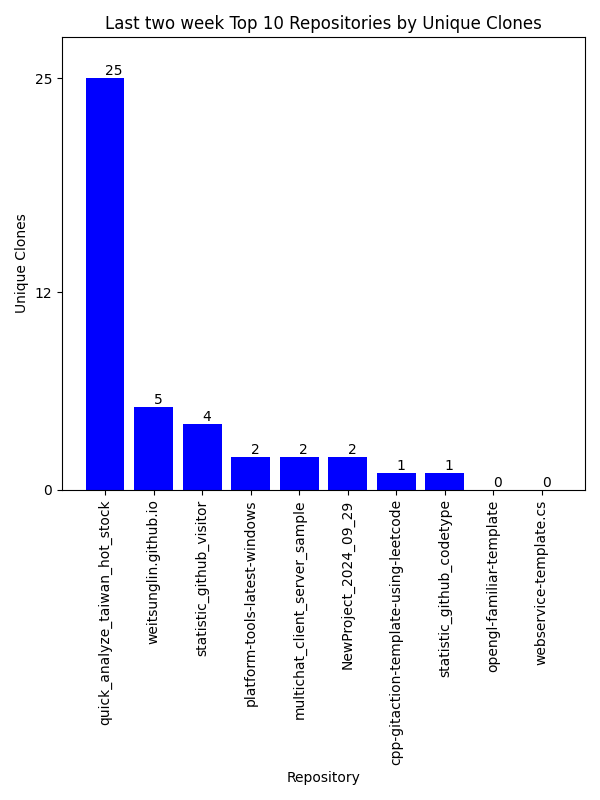 Last two week Top 10 Repositories by Unique Clones
Unique Clones
25
12
0
25
5
4
2
2
2
1
1
0
0
quick_analyze_taiwan_hot_stock
weitsunglin.github.io
statistic_github_visitor
platform-tools-latest-windows
multichat_client_server_sample
NewProject_2024_09_29
cpp-gitaction-template-using-leetcode
statistic_github_codetype
opengl-familiar-template
webservice-template.cs
Repository